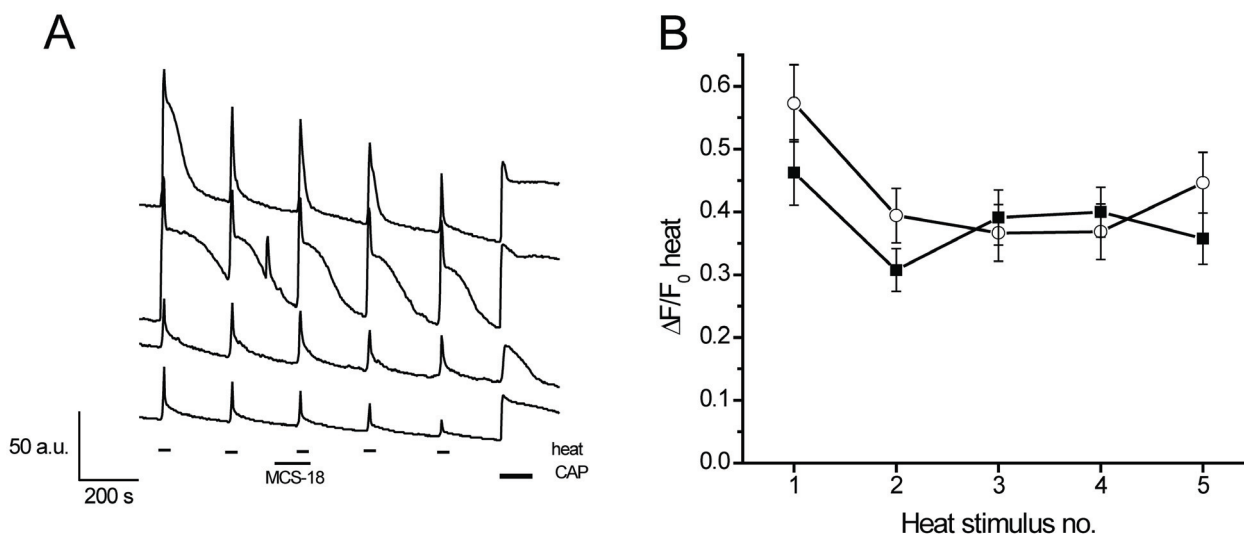 A
50 a.u.
200 s
MCS-18
heat
CAP
B
ΔF/F₀ heat
0.6
0.5
0.4
0.3
0.2
0.1
0.0
1 2 3 4 5
Heat stimulus no.